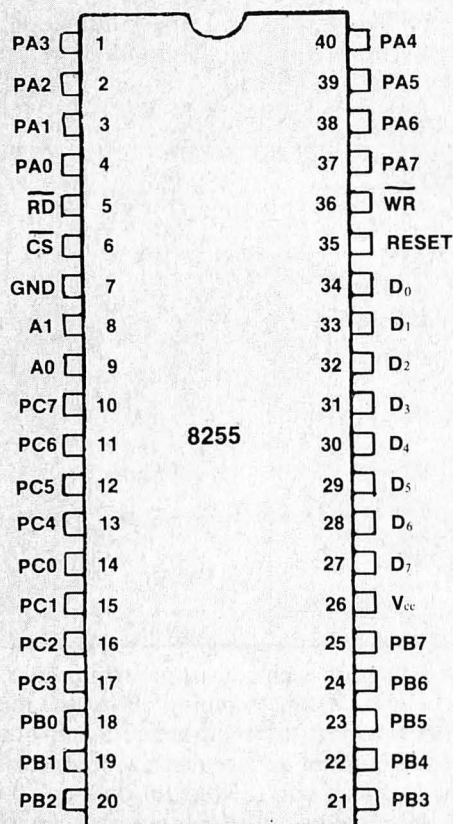 PA3 1 40 PA4
PA2 2 39 PA5
PA1 3 38 PA6
PA0 4 37 PA7
RD 5 36 WR
CS 6 35 RESET
GND 7 34 D₀
A1 8 33 D₁
A0 9 32 D₂
PC7 10 31 D₃
PC6 11 30 D₄
8255
PC5 12 29 D₅
PC4 13 28 D₆
PC0 14 27 D₇
PC1 15 26 Vcc
PC2 16 25 PB7
PC3 17 24 PB6
PB0 18 23 PB5
PB1 19 22 PB4
PB2 20 21 PB3